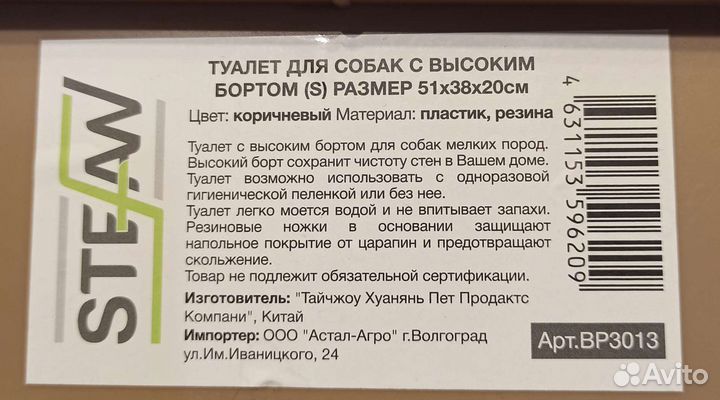 STEFAN
ТУАЛЕТ ДЛЯ СОБАК С ВЫСОКИМ
БОРТОМ (S) РАЗМЕР 51х38х20см
Цвет: коричневый Материал: пластик, резина
Туалет с высоким бортом для собак мелких пород.
Высокий борт сохранит чистоту стен в Вашем доме.
Туалет возможно использовать с одноразовой
гигиенической пеленкой или без нее.
Туалет легко моется водой и не впитывает запахи.
Резиновые ножки в основании защищают
напольное покрытие от царапин и предотвращают
скольжение.
Товар не подлежит обязательной сертификации.
Изготовитель: "Тайчжоу Хуанянь Пет Продактс
Компани", Китай
Импортер: ООО "Астал-Агро" г.Волгоград
ул.Им.Иваницкого, 24
4 631153 596209
Арт.BP3013
Avito